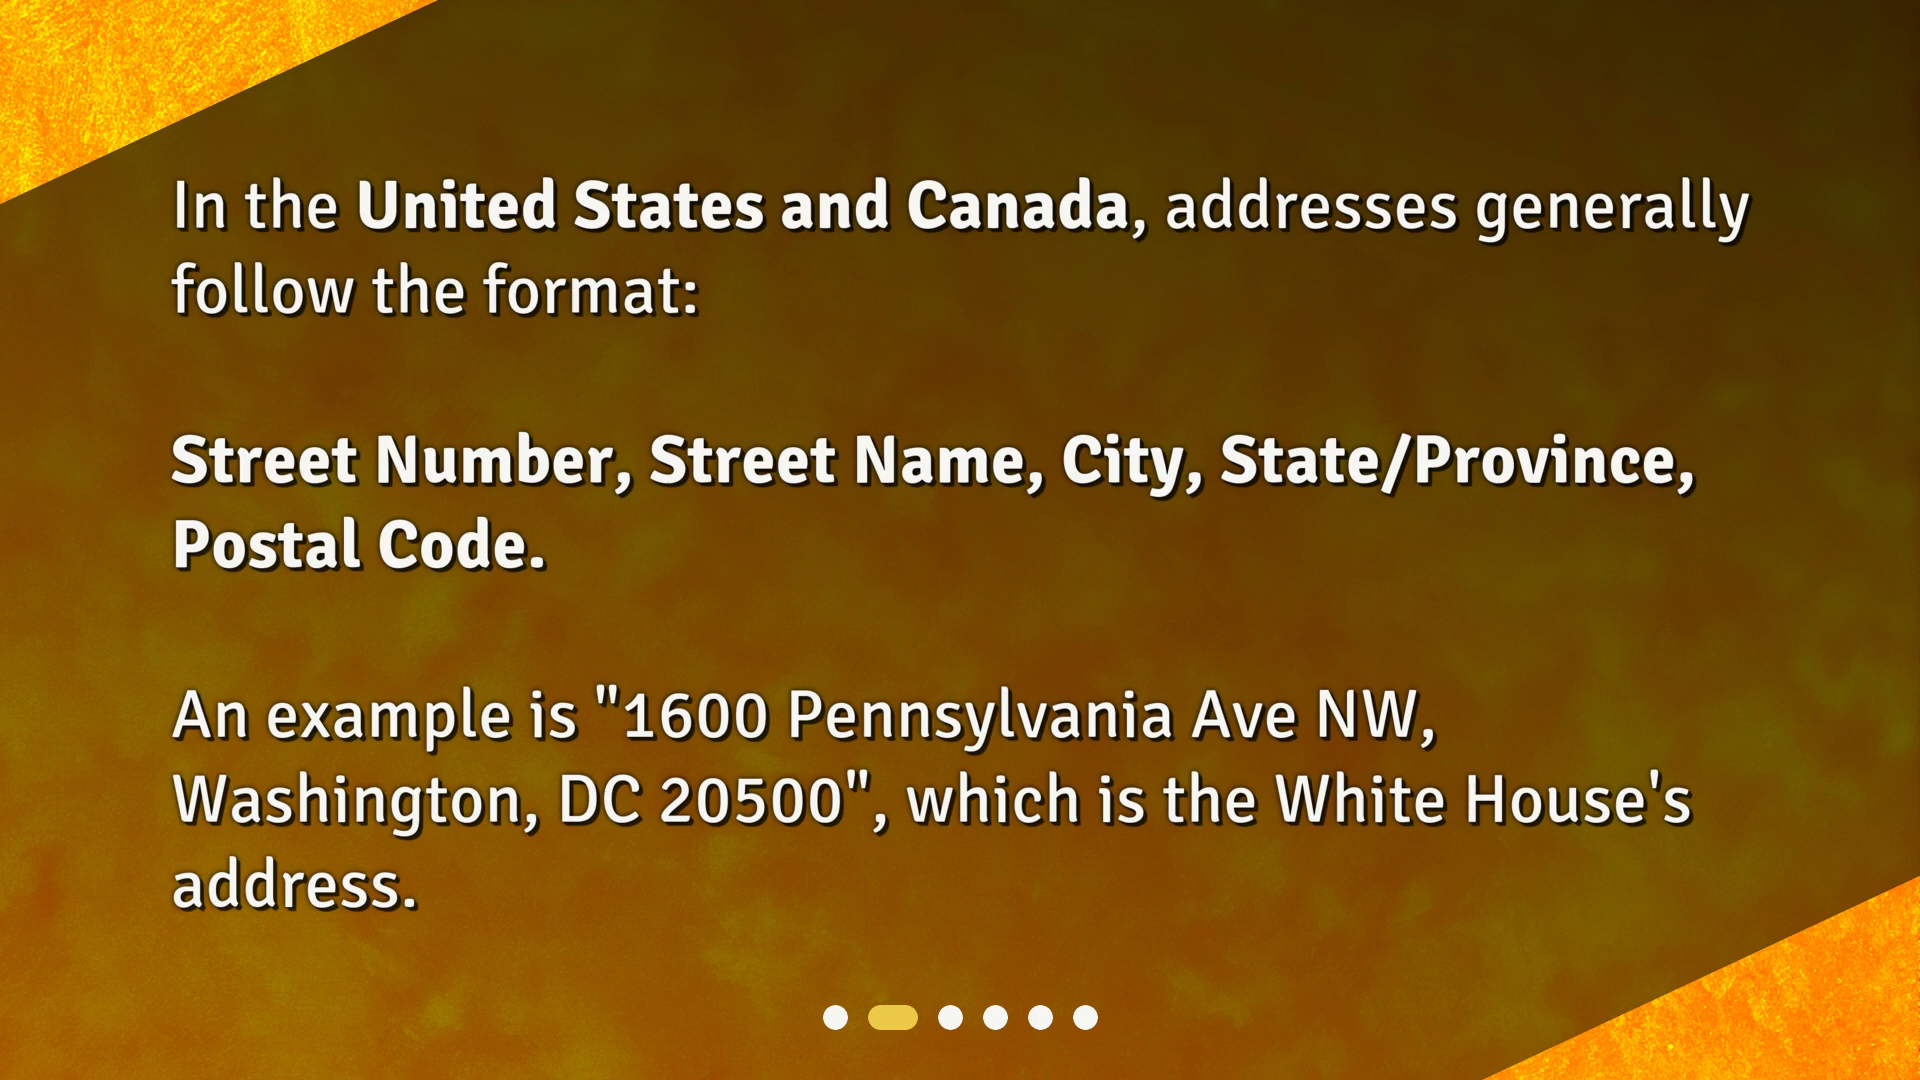 In the United States and Canada, addresses generally
follow the format:
Street Number, Street Name, City, State/Province,
Postal Code.
An example is "1600 Pennsylvania Ave NW,
Washington, DC 20500", which is the White House's
address.